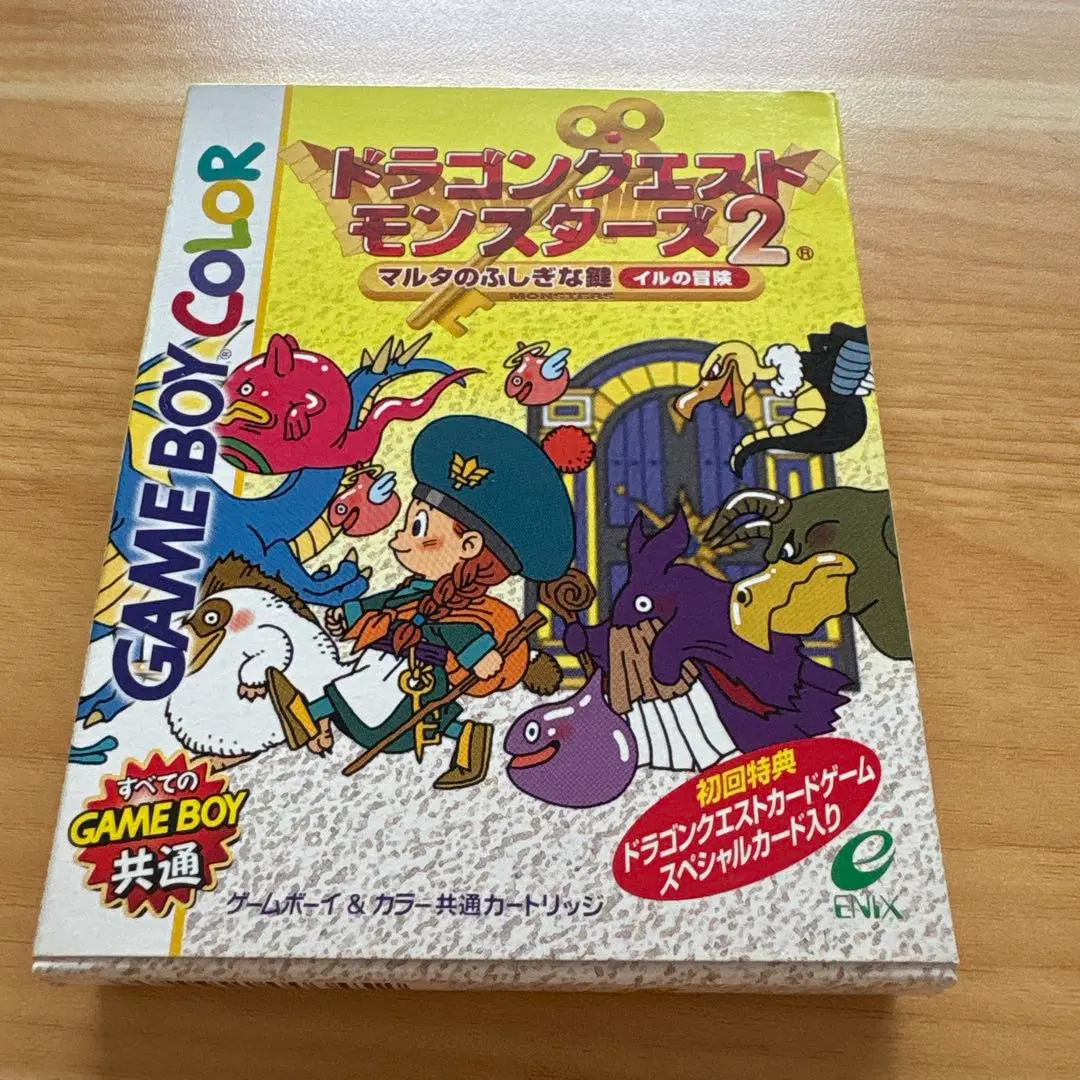 GAME BOY COLOR
ドラゴンクエスト
モンスターズ2
®
マルタのふしぎな鍵 イルの冒険
MONSTERS
すべての
GAME BOY
共通
ゲームボーイ & カラー共通カートリッジ
初回特典
ドラゴンクエストカードゲーム
スペシャルカード入り
e
ENIX